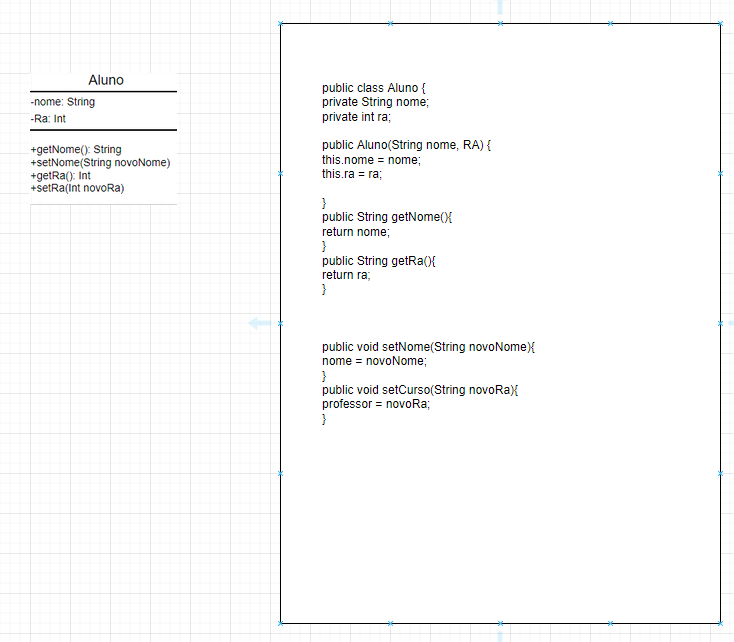 Aluno
-nome: String
-Ra: Int
+getNome(): String
+setNome(String novoNome)
+getRa(): Int
+setRa(Int novoRa)
public class Aluno {
private String nome;
private int ra;
public Aluno(String nome, RA) {
this.nome = nome;
this.ra = ra;
}
public String getNome(){
return nome;
}
public String getRa(){
return ra;
}
public void setNome(String novoNome){
nome = novoNome;
}
public void setCurso(String novoRa){
professor = novoRa;
}